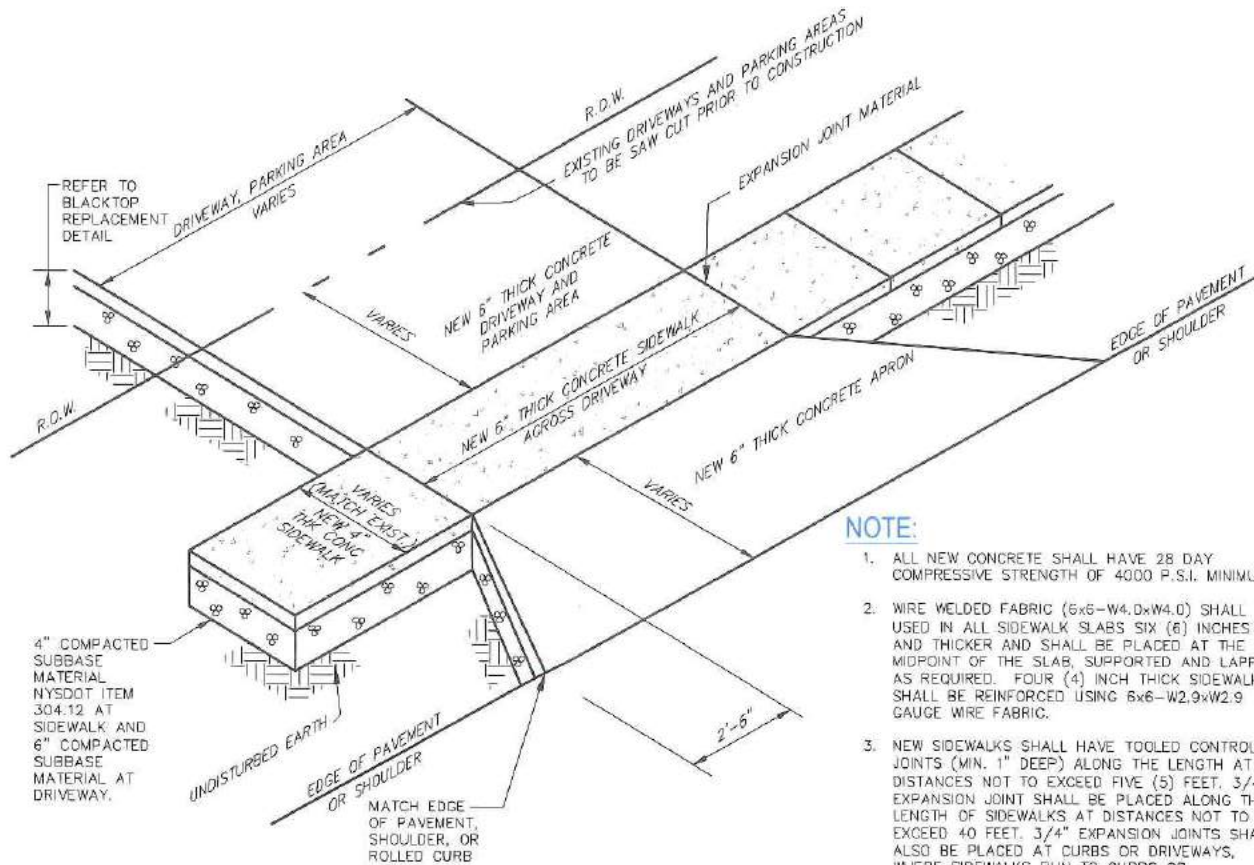 R.O.W.
EXISTING DRIVEWAYS AND PARKING AREAS
TO BE SAW CUT PRIOR TO CONSTRUCTION
EXPANSION JOINT MATERIAL
DRIVEWAY, PARKING AREA
VARIES
REFER TO
BLACKTOP
REPLACEMENT
DETAIL
NEW 6" THICK CONCRETE
DRIVEWAY AND
PARKING AREA
VARIES
NEW 6" THICK CONCRETE SIDEWALK
ACROSS DRIVEWAY
EDGE OF PAVEMENT
OR SHOULDER
R.O.W.
NEW 6" THICK CONCRETE APRON
VARIES
VARIES
(MATCH EXIST.)
NEW 4"
THK CONC
SIDEWALK
4" COMPACTED
SUBBASE
MATERIAL
NYSDOT ITEM
304.12 AT
SIDEWALK AND
6" COMPACTED
SUBBASE
MATERIAL AT
DRIVEWAY.
UNDISTURBED EARTH
EDGE OF PAVEMENT
OR SHOULDER
2'-6"
MATCH EDGE
OF PAVEMENT,
SHOULDER, OR
ROLLED CURB
NOTE:
1. ALL NEW CONCRETE SHALL HAVE 28 DAY
COMPRESSIVE STRENGTH OF 4000 P.S.I.
2. WIRE WELDED FABRIC (6x6-W4.0xW4.0) SHALL
USED IN ALL SIDEWALK SLABS SIX (6) INCHES
AND THICKER AND SHALL BE PLACED AT THE
MIDPOINT OF THE SLAB, SUPPORTED AND
AS REQUIRED. FOUR (4) INCH THICK
SHALL BE REINFORCED USING 6x6-W2.9xW2.9
GAUGE WIRE FABRIC.
3. NEW SIDEWALKS SHALL HAVE TOOLED
JOINTS (MIN. 1" DEEP) ALONG THE LENGTH AT
DISTANCES NOT TO EXCEED FIVE (5) FEET.
EXPANSION JOINT SHALL BE PLACED ALONG
LENGTH OF SIDEWALKS AT DISTANCES NOT TO
EXCEED 40 FEET. 3/4" EXPANSION JOINTS
ALSO BE PLACED AT CURBS OR DRIVEWAYS,